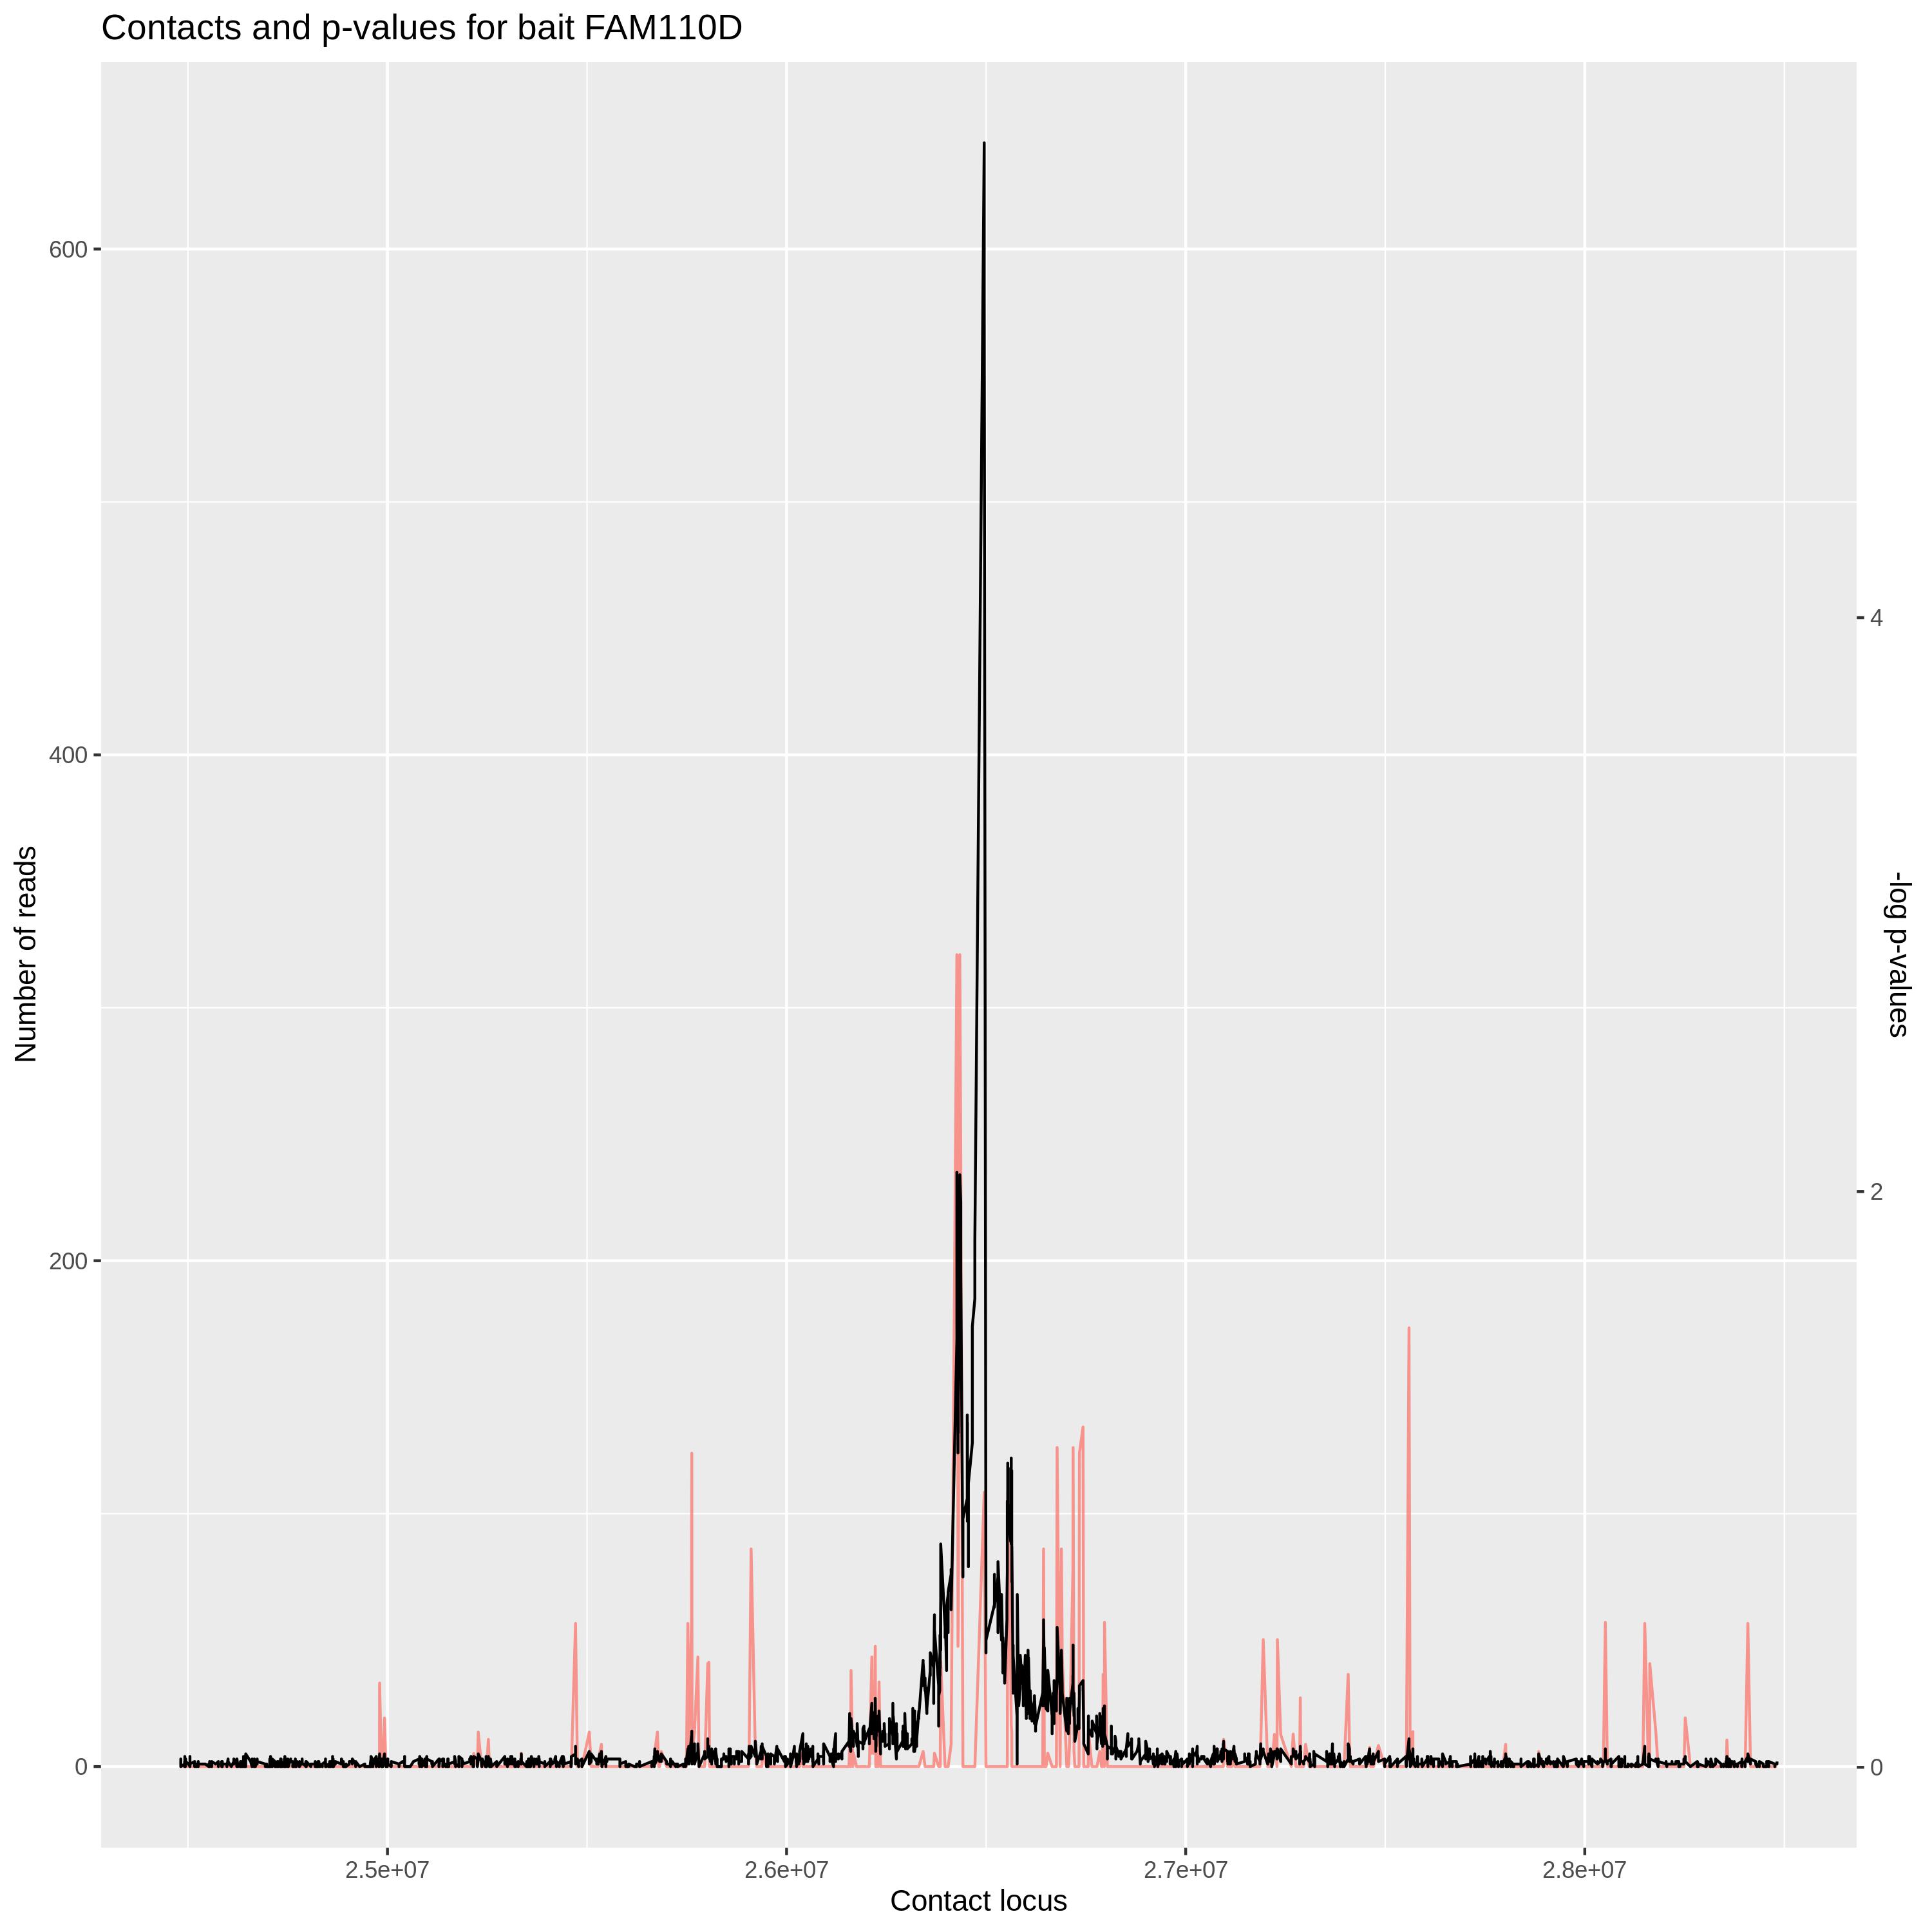 Contacts and p-values for bait FAM110D
600
400
200
0
Number of reads
4
2
0
-log p-values
2.5e+07
2.6e+07
2.7e+07
2.8e+07
Contact locus